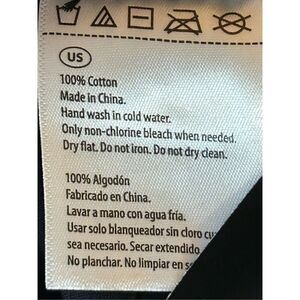 US
100% Cotton
Made in China.
Hand wash in cold water.
Only non-chlorine bleach when needed.
Dry flat. Do not iron. Do not dry clean.
100% Algodón
Fabricado en China.
Lavar a mano con agua fría.
Usar solo blanqueador sin cloro
sea necesario. Secar extendido
No planchar. No limpiar en